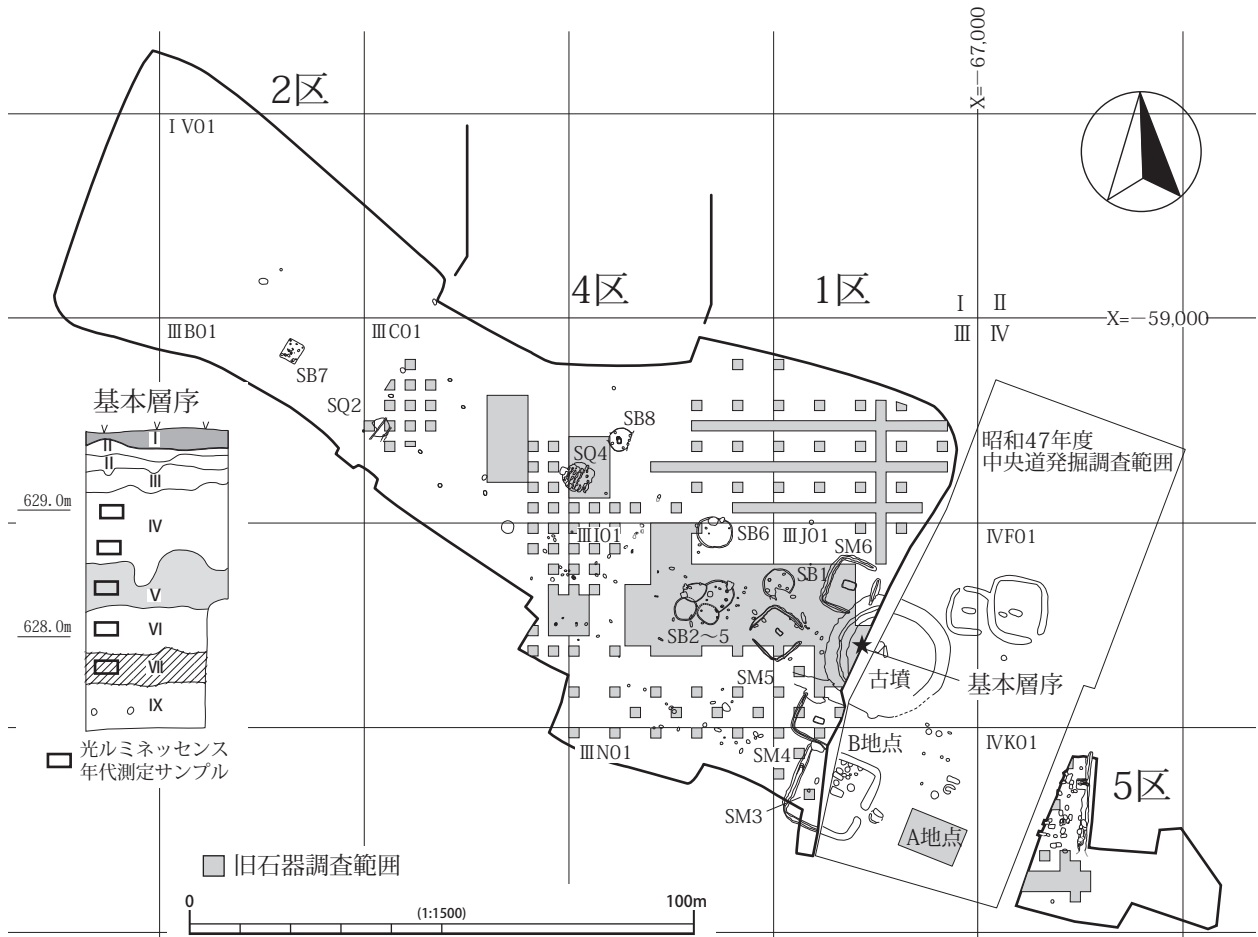 2区
X=-67,000
ⅠV01
4区
1区
Ⅰ Ⅱ
Ⅲ Ⅳ
X=-59,000
ⅢB01
ⅢC01
SB7
SQ2
SB8
SQ4
昭和47年度
中央道発掘調査範囲
基本層序
Ⅰ
Ⅱ
Ⅱ
Ⅲ
629.0m
Ⅳ
Ⅴ
628.0m
Ⅵ
Ⅶ
Ⅸ
光ルミネッセンス
年代測定サンプル
ⅢI01
SB6
ⅢJ01
SM6
ⅣF01
SB1
SB2〜5
SM5
古墳
基本層序
ⅢN01
SM4
B地点
ⅣK01
5区
SM3
A地点
旧石器調査範囲
0
(1:1500)
100m